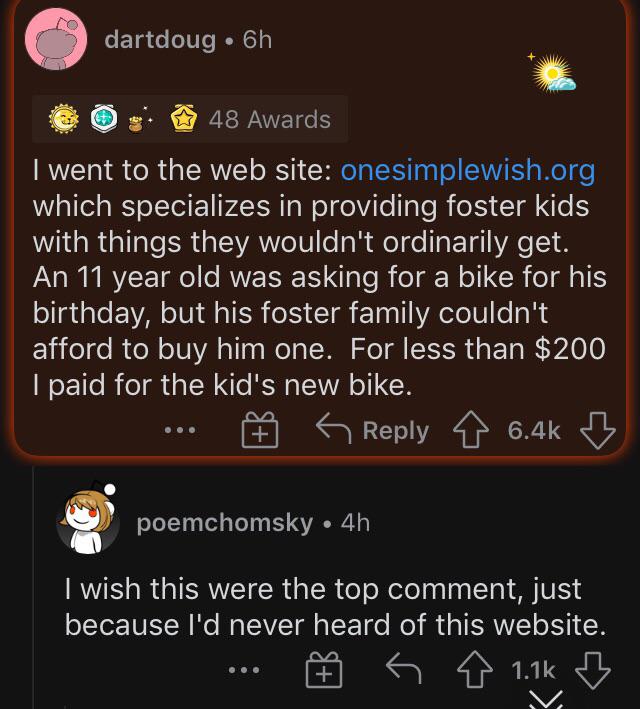 dartdoug • 6h
48 Awards
I went to the web site: onesimplewish.org
which specializes in providing foster kids
with things they wouldn't ordinarily get.
An 11 year old was asking for a bike for his
birthday, but his foster family couldn't
afford to buy him one.  For less than $200
I paid for the kid's new bike.
Reply 6.4k
poemchomsky • 4h
I wish this were the top comment, just
because I'd never heard of this website.
1.1k